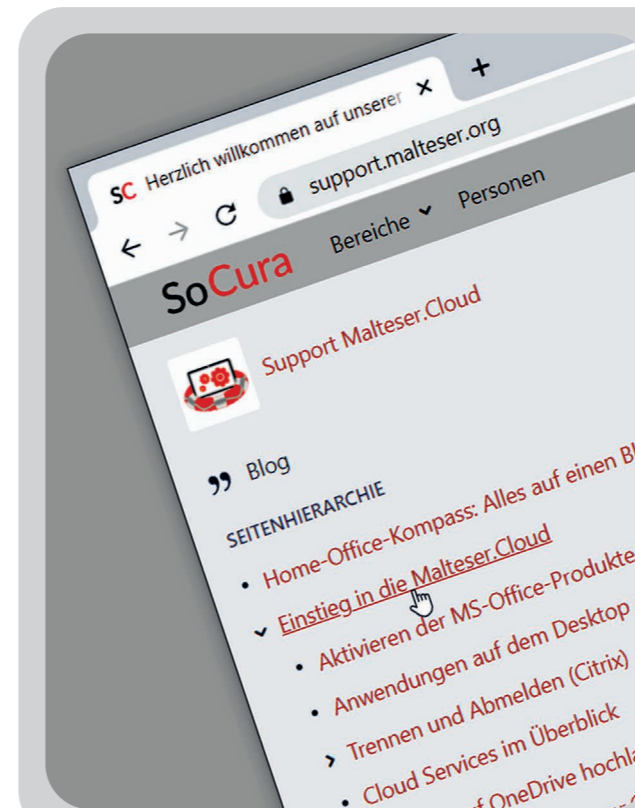 SC Herzlich willkommen auf unserer
support.malteser.org
SoCura Bereiche Personen
Support Malteser.Cloud
Blog
SEITENHIERARCHIE
Home-Office-Kompass: Alles auf einen
Einstieg in die Malteser.Cloud
Aktivieren der MS-Office-Produkte
Anwendungen auf dem Desktop
Trennen und Abmelden (Citrix)
Cloud Services im Überblick
OneDrive